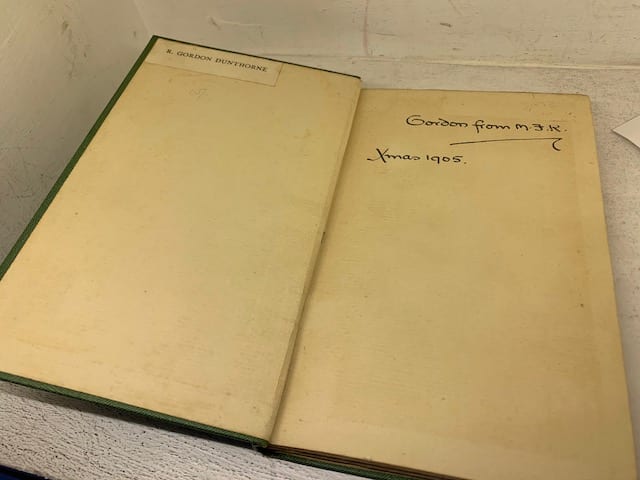 R. GORDON DUNTHORNE
Gordon from M.F.K.
Xmas 1905.